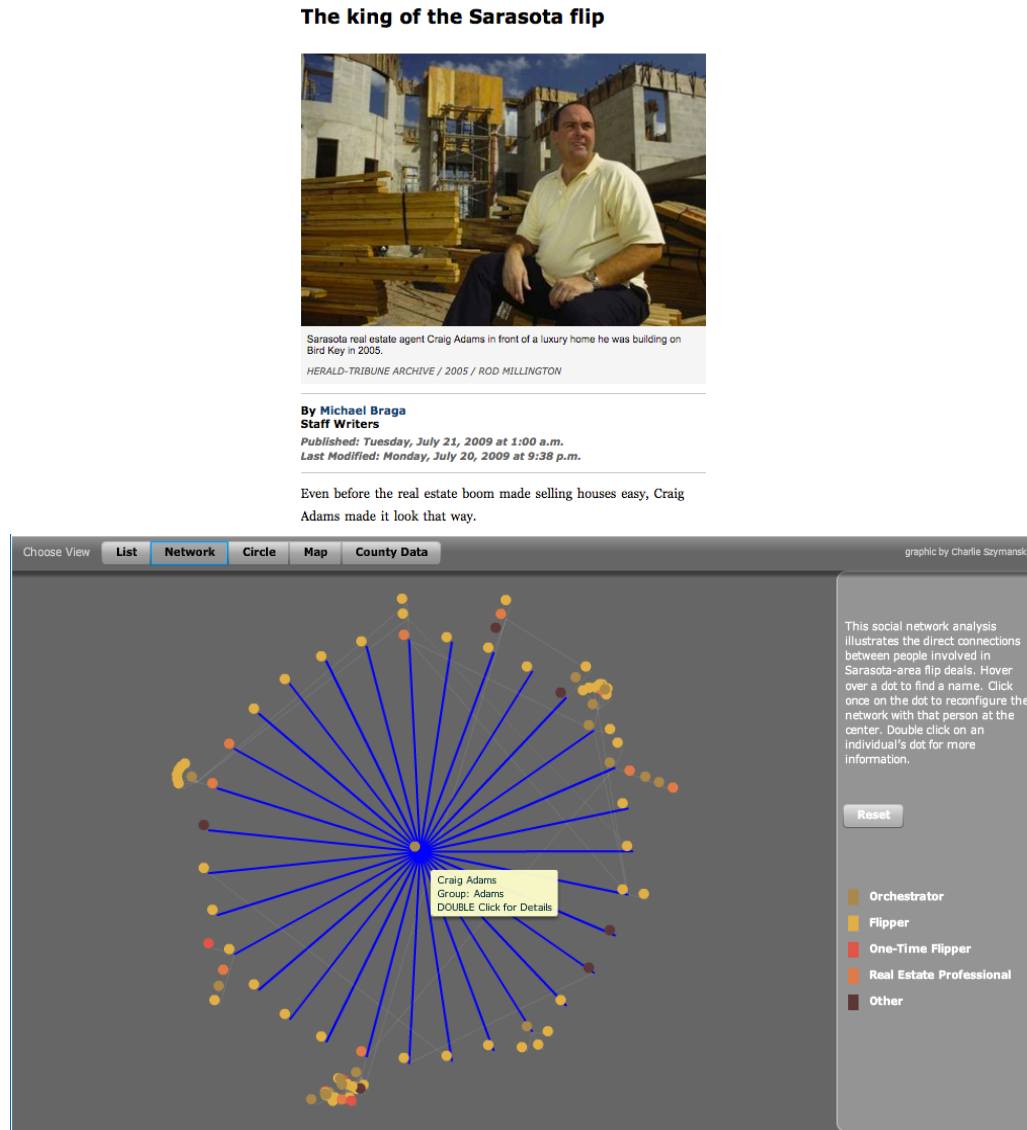 The king of the Sarasota flip
Sarasota real estate agent Craig Adams in front of a luxury home he was building on
Bird Key in 2005.
HERALD-TRIBUNE ARCHIVE / 2005 / ROD MILLINGTON
By Michael Braga
Staff Writers
Published: Tuesday, July 21, 2009 at 1:00 a.m.
Last Modified: Monday, July 20, 2009 at 9:38 p.m.
Even before the real estate boom made selling houses easy, Craig
Adams made it look that way.
Choose View List Network Circle Map County Data graphic by Charlie Szymansk
This social network analysis
illustrates the direct connections
between people involved in
Sarasota-area flip deals. Hover
over a dot to find a name. Click
once on the dot to reconfigure the
network with that person at the
center. Double click on an
individual's dot for more
information.
Reset
Craig Adams
Group: Adams
DOUBLE Click for Details
Orchestrator
Flipper
One-Time Flipper
Real Estate Professional
Other